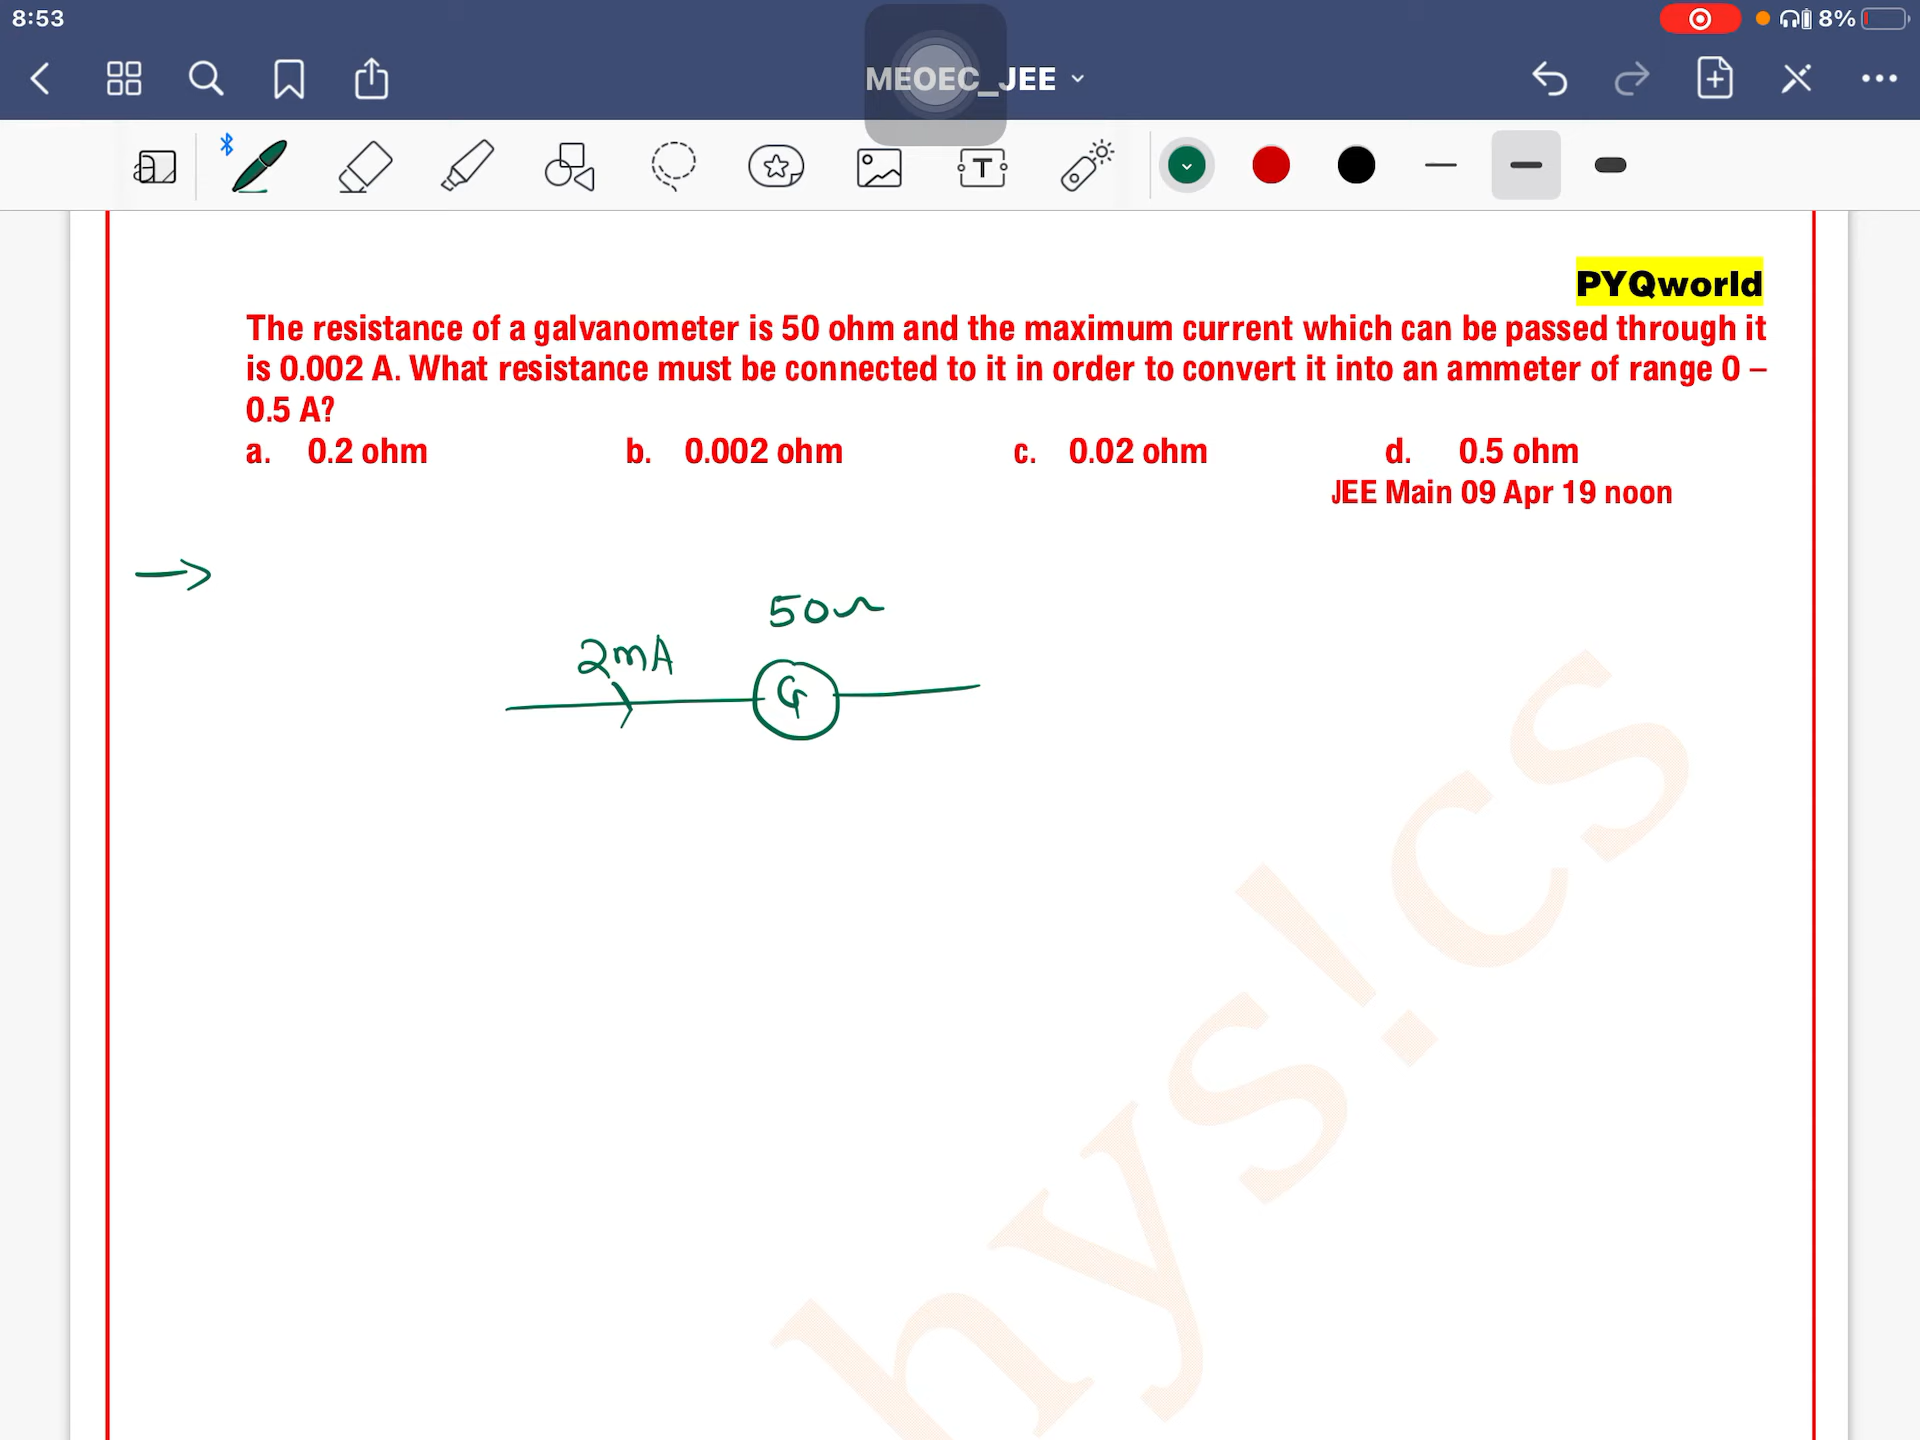 8:53
8%
MEOEC_JEE
a
T
PYQworld
The resistance of a galvanometer is 50 ohm and the maximum current which can be passed through it
is 0.002 A. What resistance must be connected to it in order to convert it into an ammeter of range 0 –
0.5 A?
a. 0.2 ohm b. 0.002 ohm c. 0.02 ohm d. 0.5 ohm
JEE Main 09 Apr 19 noon
50Ω
2mA
G
hys!cs